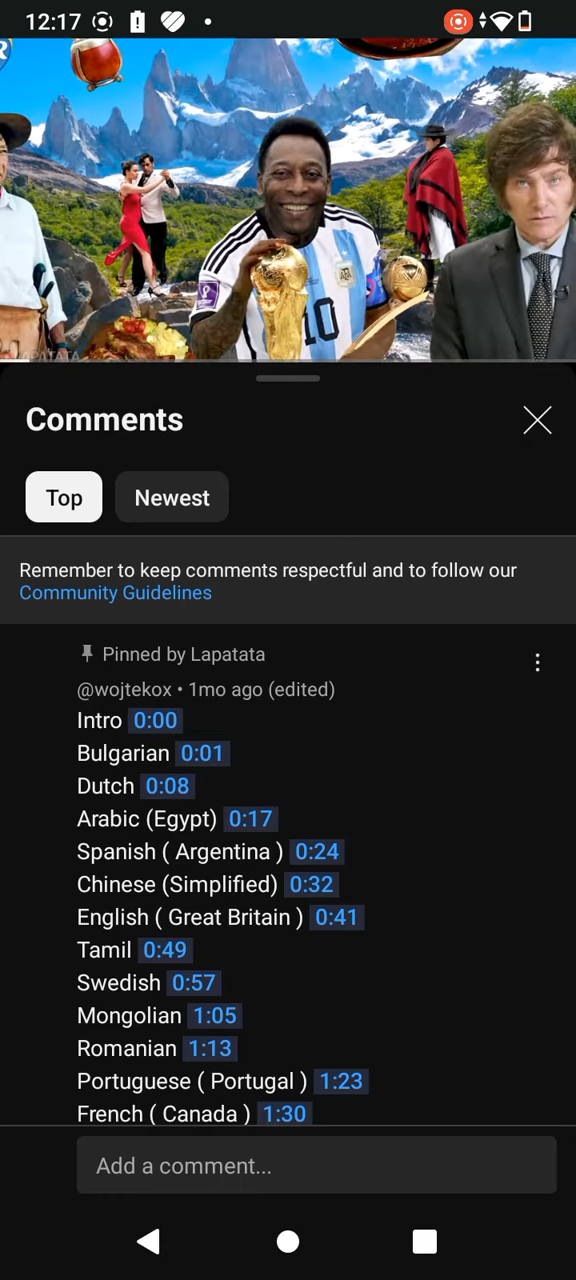 12:17
R
10
LAPATATA
Comments
Top
Newest
Remember to keep comments respectful and to follow our
Community Guidelines
Pinned by Lapatata
@wojtekox • 1mo ago (edited)
Intro 0:00
Bulgarian 0:01
Dutch 0:08
Arabic (Egypt) 0:17
Spanish ( Argentina ) 0:24
Chinese (Simplified) 0:32
English ( Great Britain ) 0:41
Tamil 0:49
Swedish 0:57
Mongolian 1:05
Romanian 1:13
Portuguese ( Portugal ) 1:23
French ( Canada ) 1:30
Add a comment...